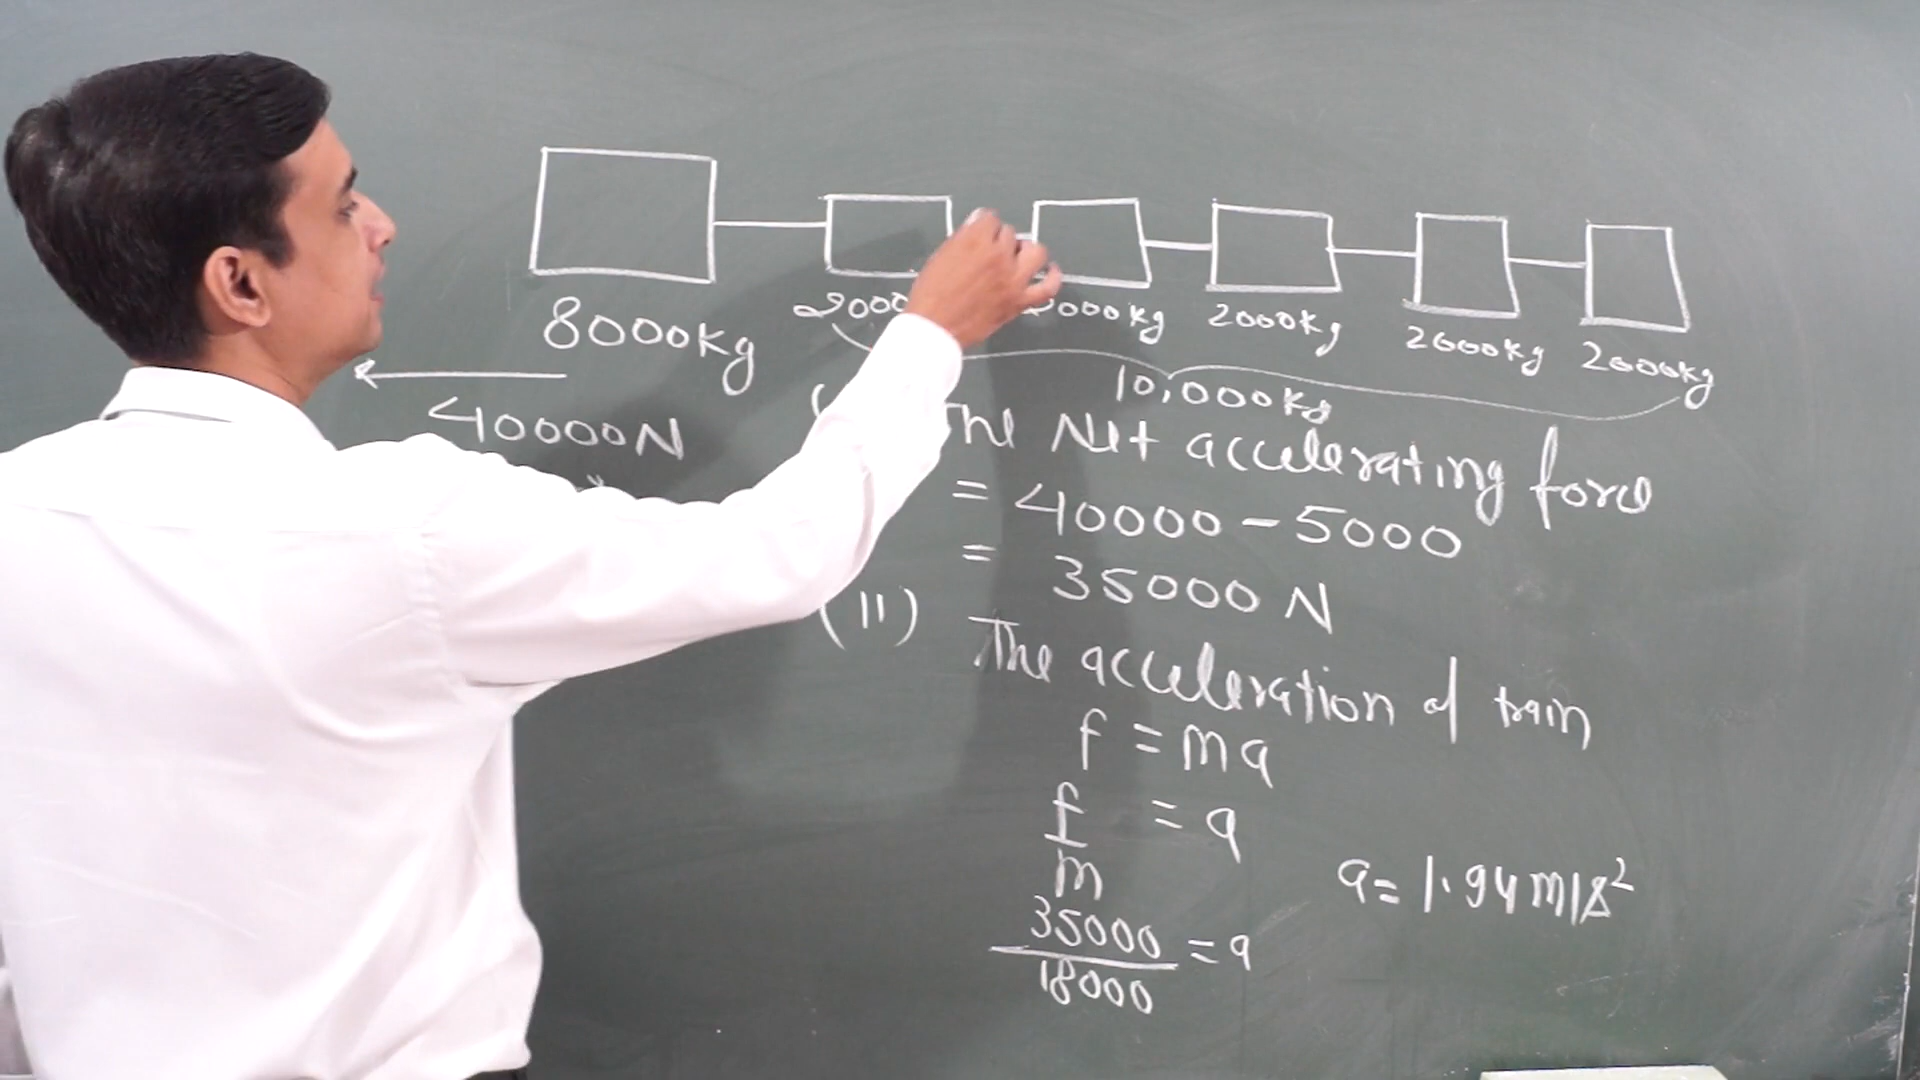 8000kg 2000 2000kg 2000kg 2000kg
10,000kg
40000N
The Net accelerating force
= 40000 - 5000
= 35000 N
(II) The acceleration of train
f = ma
f/m = a
35000/18000 = a
a = 1.94 m/s²